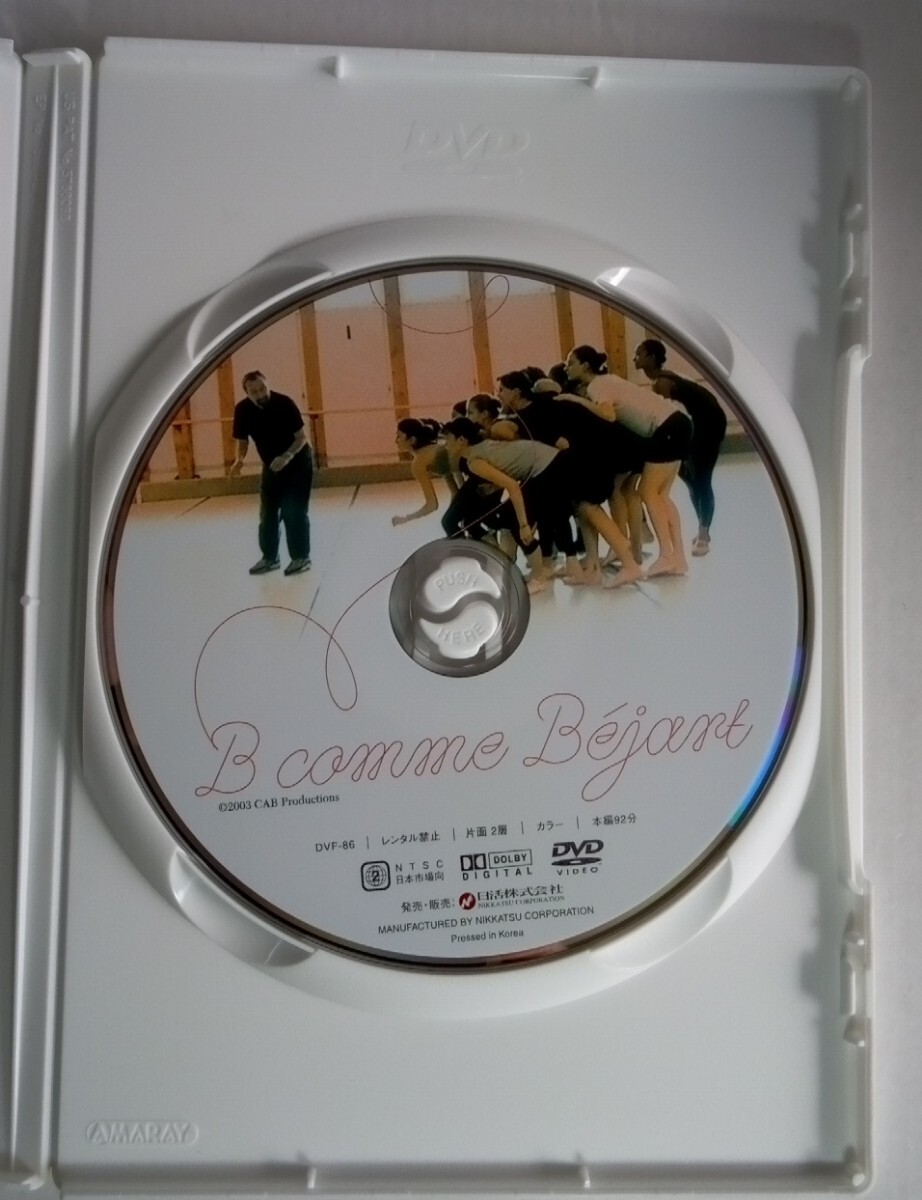 DVD
PUSH
HERE
B comme Béjart
©2003 CAB Productions
DVF-86 | レンタル禁止 | 片面 2層 | カラー | 本編92分
2 NTSC 日本市場向 DOLBY DIGITAL DVD VIDEO
発売・販売: 日活株式会社 NIKKATSU CORPORATION
MANUFACTURED BY NIKKATSU CORPORATION
Pressed in Korea
AMARAY